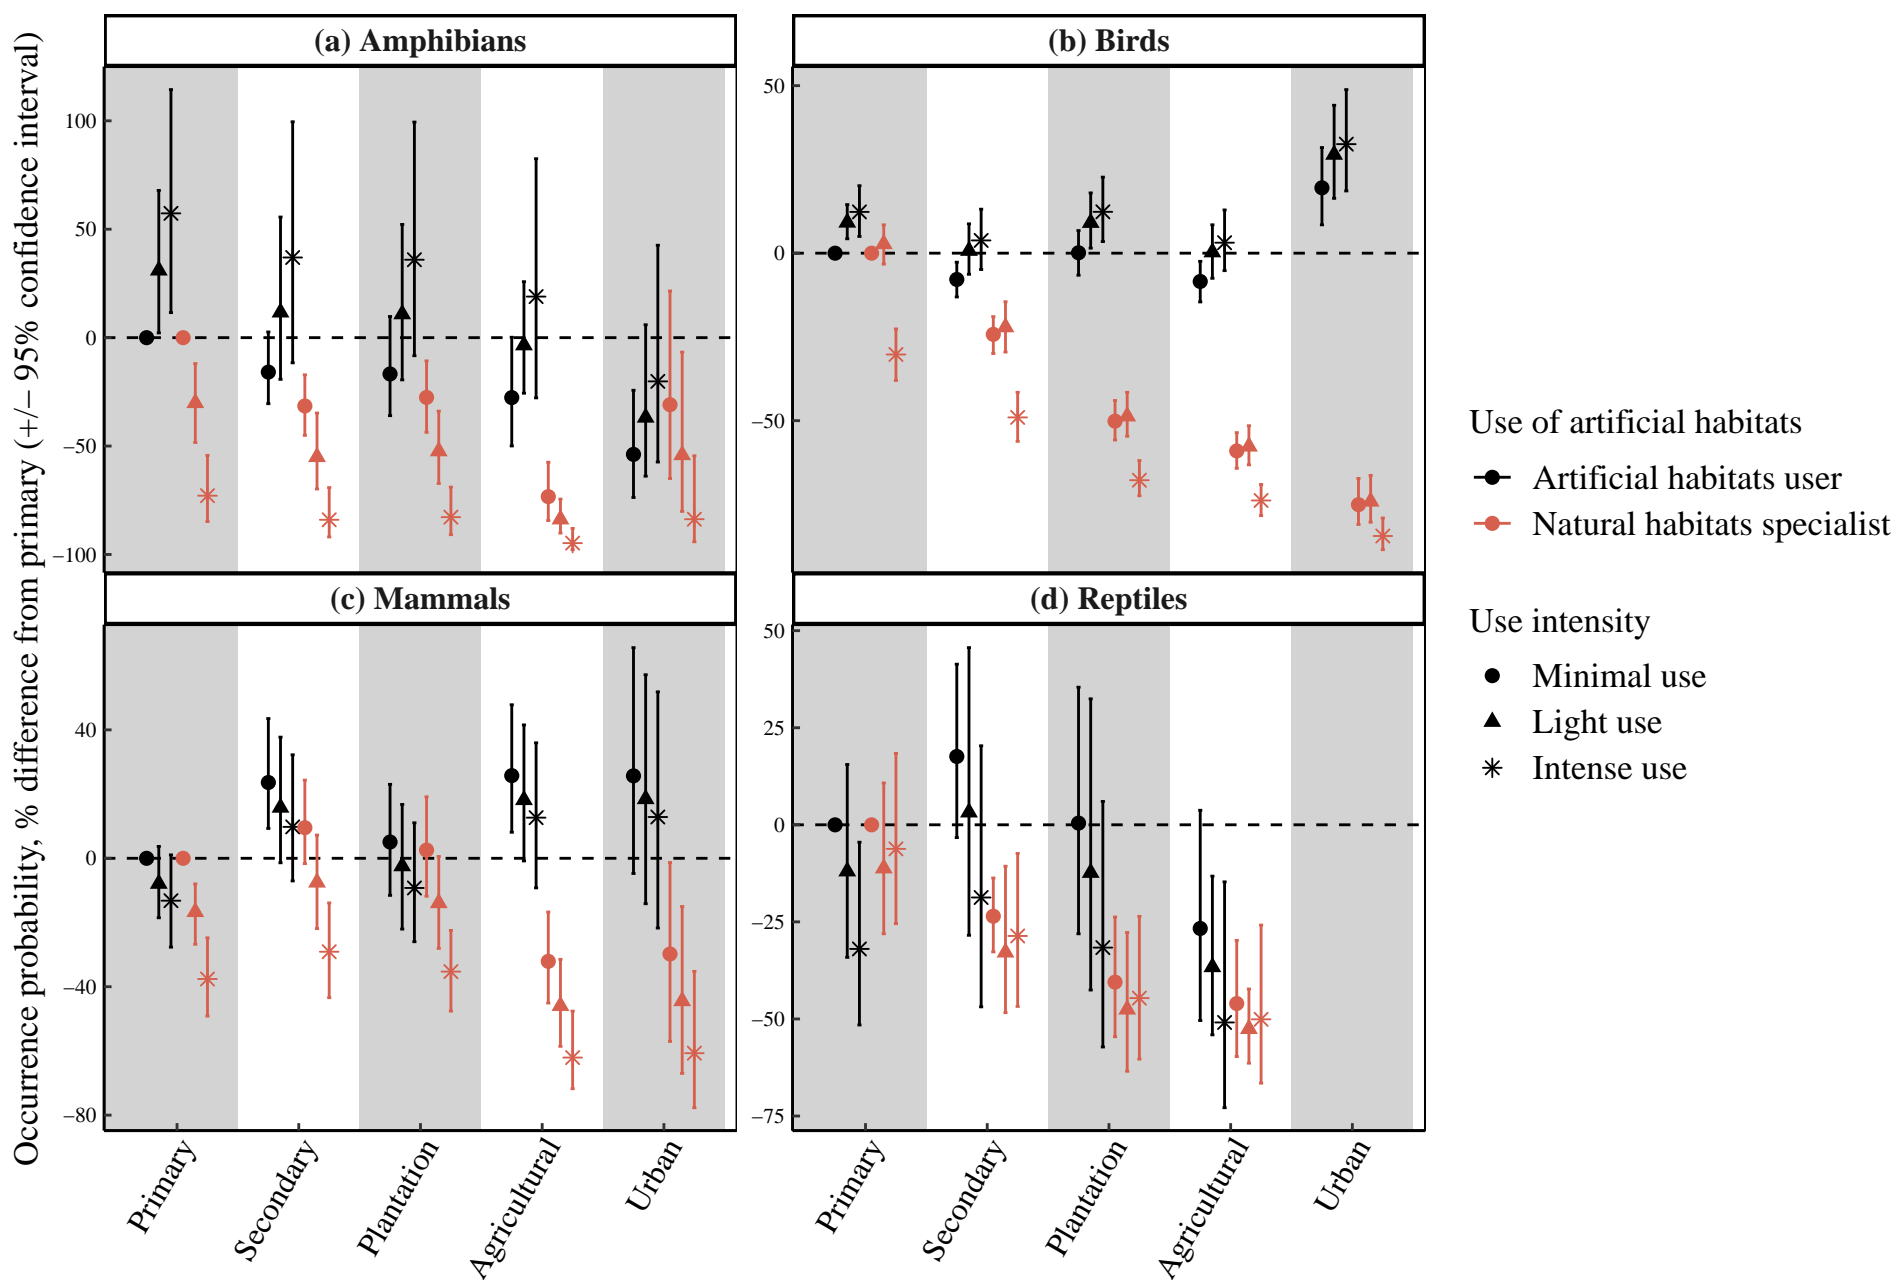 Occurrence probability, % difference from primary (+/− 95% confidence interval)
(a) Amphibians
100
50
0
−50
−100
(b) Birds
50
0
−50
(c) Mammals
40
0
−40
−80
Primary
Secondary
Plantation
Agricultural
Urban
(d) Reptiles
50
25
0
−25
−50
−75
Primary
Secondary
Plantation
Agricultural
Urban
Use of artificial habitats
Artificial habitats user
Natural habitats specialist
Use intensity
Minimal use
Light use
Intense use